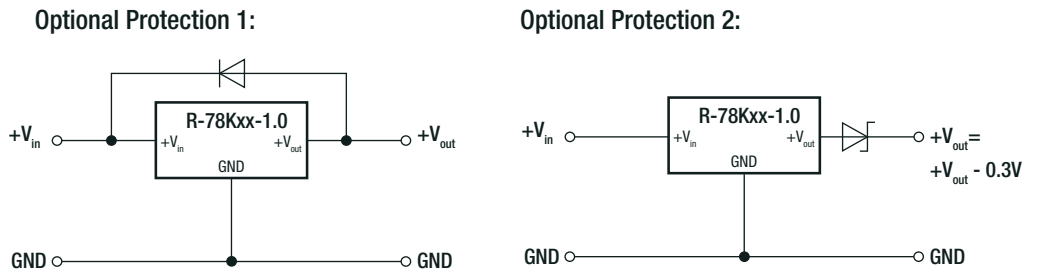 Optional Protection 1:
R-78Kxx-1.0
+Vin
+Vin
+Vout
+Vout
GND
GND
GND
Optional Protection 2:
R-78Kxx-1.0
+Vin
+Vin
+Vout
+Vout=
+Vout - 0.3V
GND
GND
GND